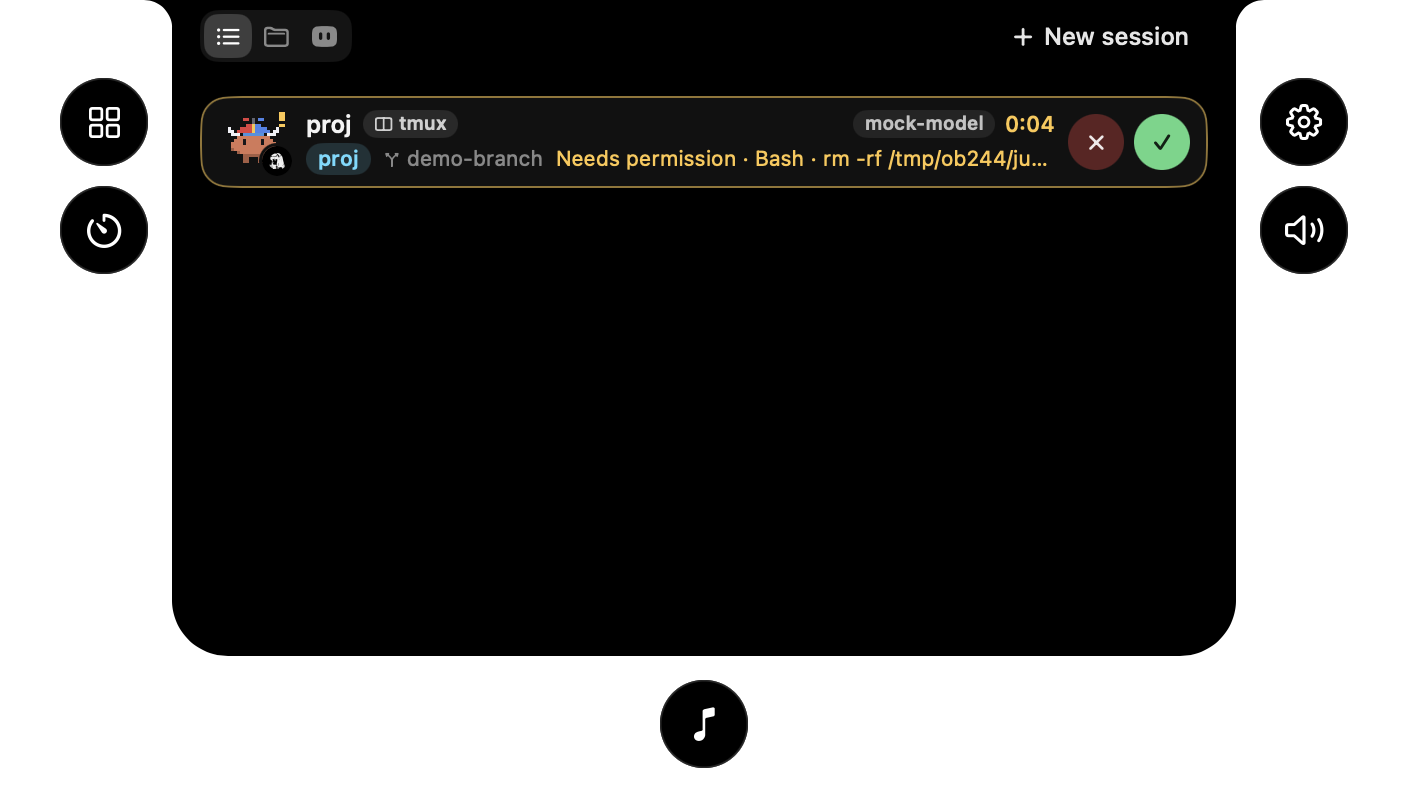 New session
proj tmux mock-model 0:04
proj demo-branch Needs permission · Bash · rm -rf /tmp/ob244/ju...